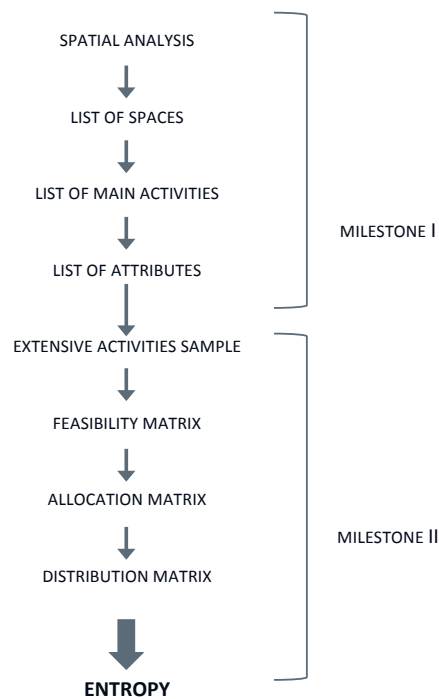 SPATIAL ANALYSIS
LIST OF SPACES
LIST OF MAIN ACTIVITIES
LIST OF ATTRIBUTES
MILESTONE I
EXTENSIVE ACTIVITIES SAMPLE
FEASIBILITY MATRIX
ALLOCATION MATRIX
DISTRIBUTION MATRIX
MILESTONE II
ENTROPY